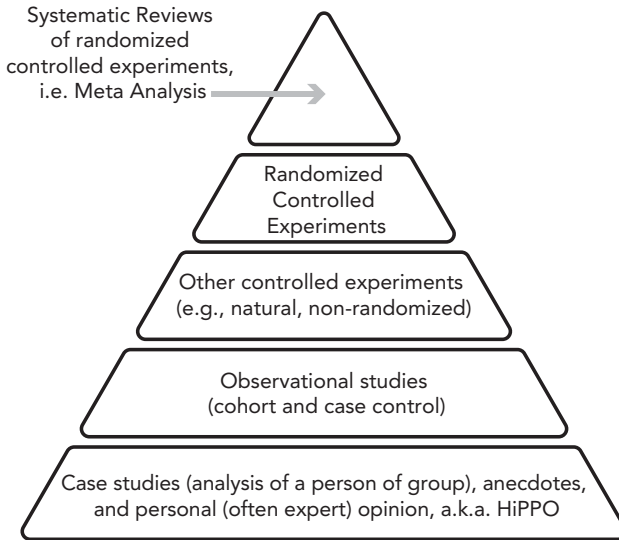 Systematic Reviews
of randomized
controlled experiments,
i.e. Meta Analysis
Randomized
Controlled
Experiments
Other controlled experiments
(e.g., natural, non-randomized)
Observational studies
(cohort and case control)
Case studies (analysis of a person of group), anecdotes,
and personal (often expert) opinion, a.k.a. HiPPO